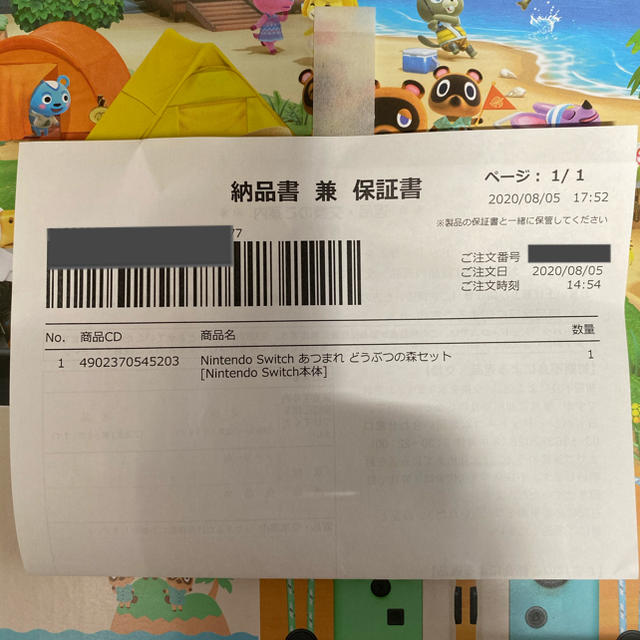 納品書 兼 保証書
ページ： 1/ 1
2020/08/05 17:52
※製品の保証書と一緒に保管してください
77
ご注文番号
ご注文日 2020/08/05
ご注文時刻 14:54
No. 商品CD 商品名 数量
1 4902370545203 Nintendo Switch あつまれ どうぶつの森セット 1
[Nintendo Switch本体]